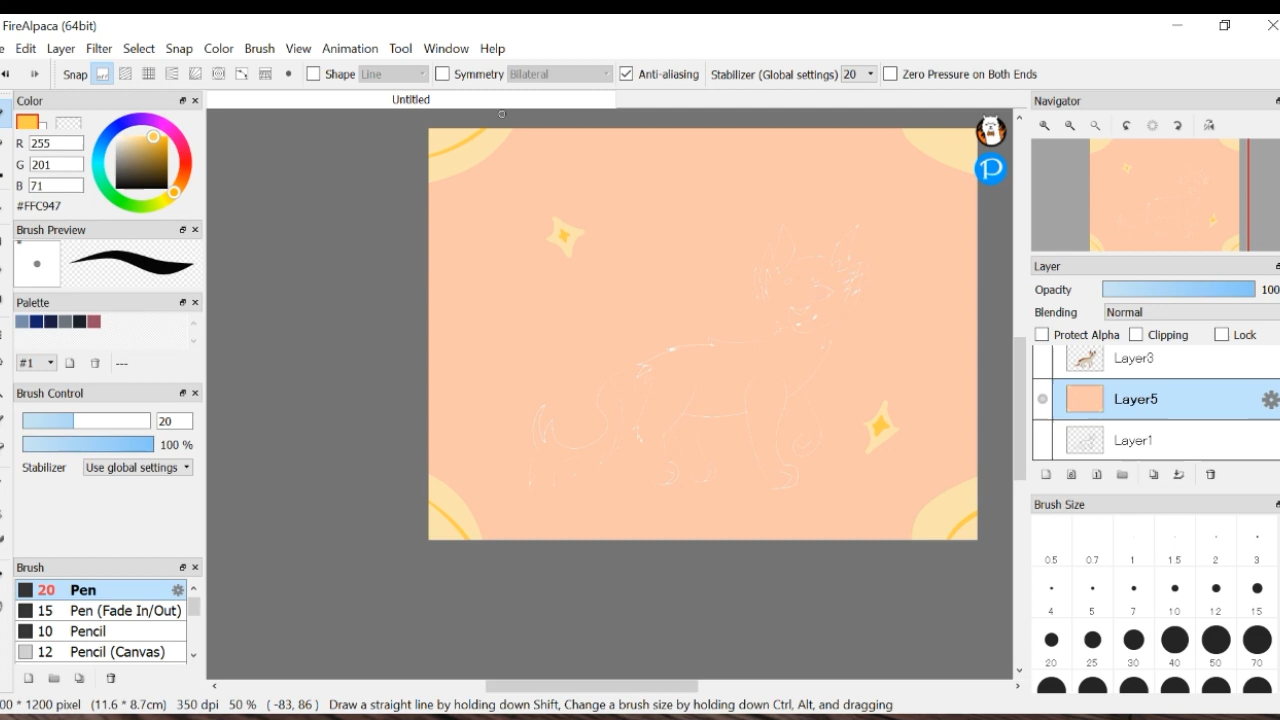 FireAlpaca (64bit)
e Edit Layer Filter Select Snap Color Brush View Animation Tool Window Help
Snap OFF Shape Line Symmetry Bilateral Anti-aliasing Stabilizer (Global settings) 20 Zero Pressure on Both Ends
Color
Untitled
Navigator
R 255
G 201
B 71
#FFC947
Brush Preview
Palette
#1 ---
Layer
Opacity 100
Blending Normal
Protect Alpha Clipping Lock
Layer3
Layer5
Layer1
Brush Control
20
100 %
Stabilizer Use global settings
Brush Size
0.5 0.7 1 1.5 2 3
4 5 7 10 12 15
20 25 30 40 50 70
Brush
20 Pen
15 Pen (Fade In/Out)
10 Pencil
12 Pencil (Canvas)
00 * 1200 pixel (11.6 * 8.7cm) 350 dpi 50 % ( -83, 86 ) Draw a straight line by holding down Shift, Change a brush size by holding down Ctrl, Alt, and dragging